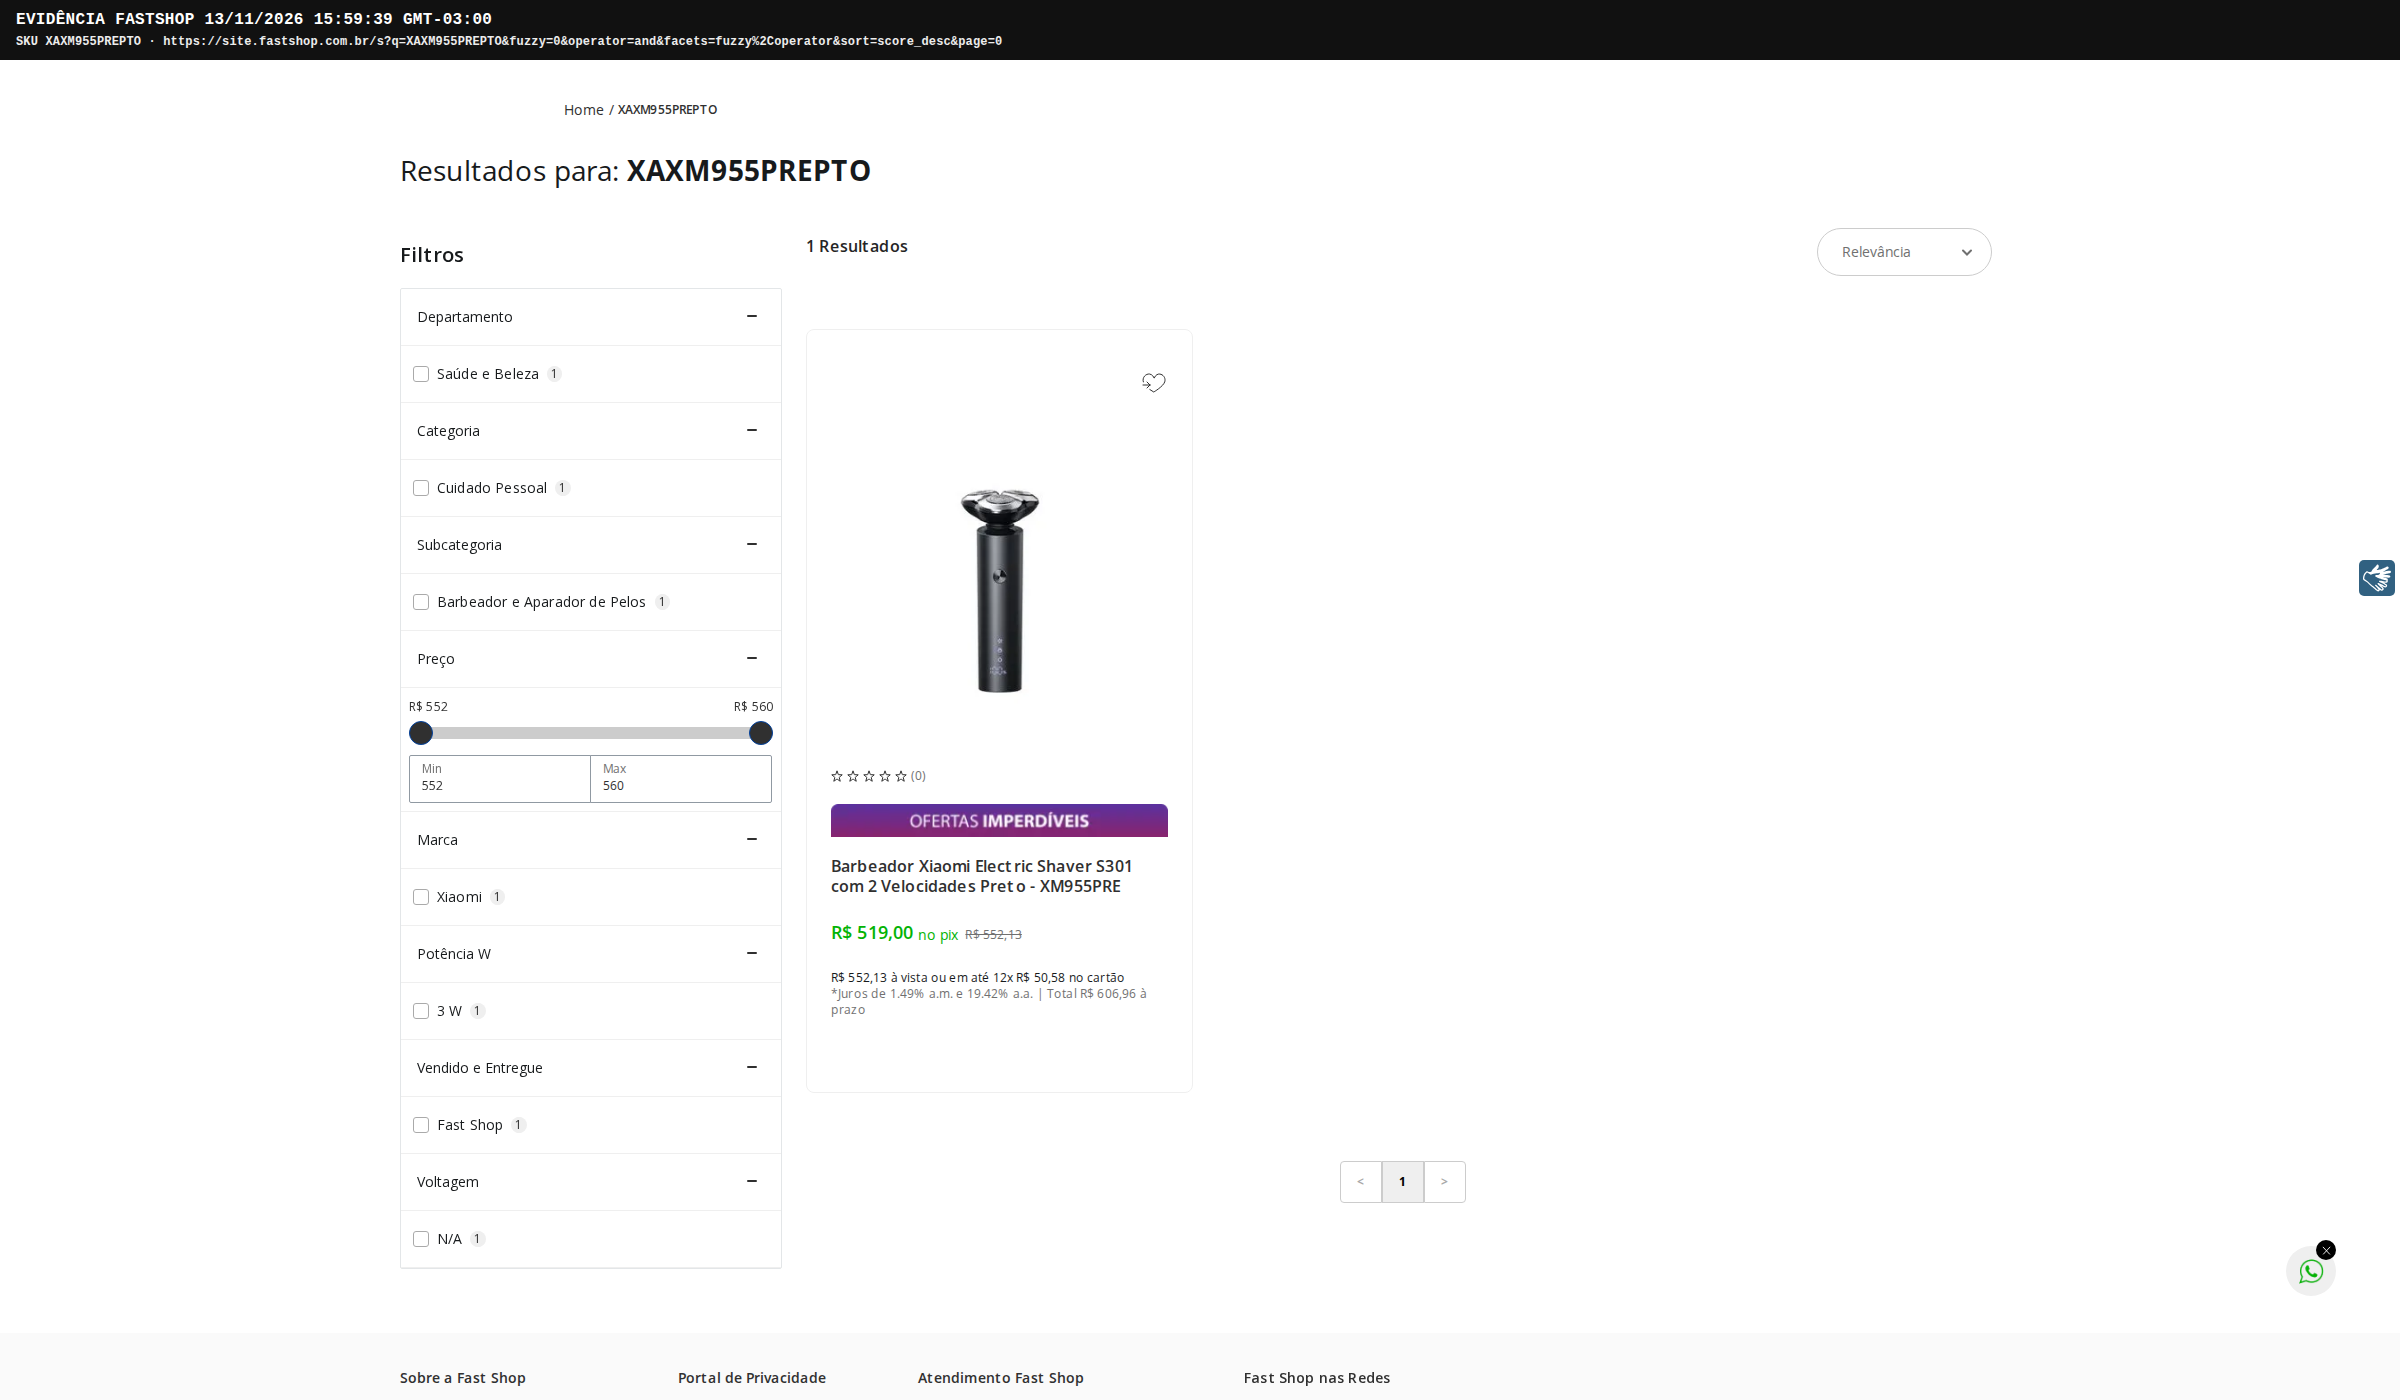 EVIDÊNCIA FASTSHOP 13/11/2026 15:59:39 GMT-03:00
SKU XAXM955PREPTO · https://site.fastshop.com.br/s?q=XAXM955PREPTO&fuzzy=0&operator=and&facets=fuzzy%2Coperator&sort=score_desc&page=0
Home / XAXM955PREPTO
Resultados para: XAXM955PREPTO
Filtros
Departamento
Saúde e Beleza 1
Categoria
Cuidado Pessoal 1
Subcategoria
Barbeador e Aparador de Pelos 1
Preço
R$ 552 R$ 560
Min Max
552 560
Marca
Xiaomi 1
Potência W
3 W 1
Vendido e Entregue
Fast Shop 1
Voltagem
N/A 1
1 Resultados
Relevância
(0)
OFERTAS IMPERDÍVEIS
Barbeador Xiaomi Electric Shaver S301
com 2 Velocidades Preto - XM955PRE
R$ 519,00 no pix R$ 552,13
R$ 552,13 à vista ou em até 12x R$ 50,58 no cartão
*Juros de 1.49% a.m. e 19.42% a.a. | Total R$ 606,96 à
prazo
< 1 >
Sobre a Fast Shop
Portal de Privacidade
Atendimento Fast Shop
Fast Shop nas Redes